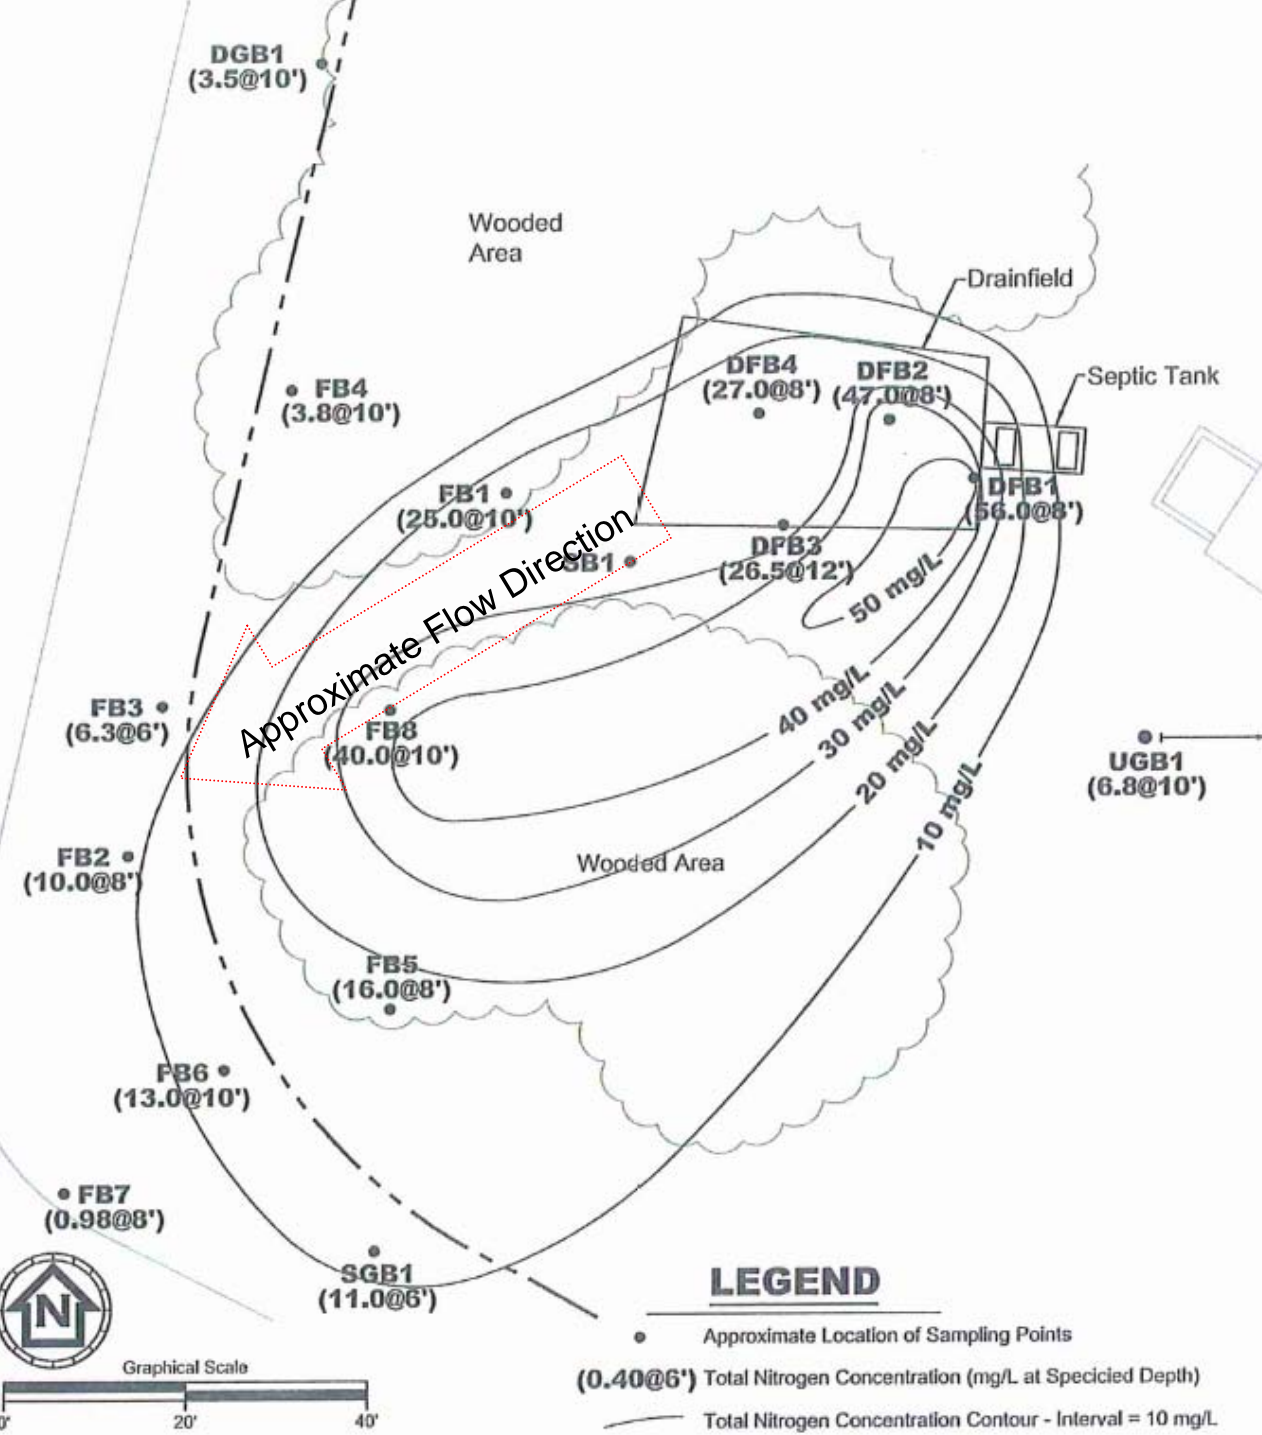 DGB1
(3.5@10')
Wooded
Area
Drainfield
Septic Tank
DFB4
(27.0@8')
DFB2
(47.0@8')
FB4
(3.8@10')
FB1
(25.0@10')
DFB1
(56.0@8')
SB1
DFB3
(26.5@12')
Approximate Flow Direction
50 mg/L
40 mg/L
30 mg/L
20 mg/L
10 mg/L
FB3
(6.3@6')
FB8
(40.0@10')
UGB1
(6.8@10')
FB2
(10.0@8')
Wooded Area
FB5
(16.0@8')
FB6
(13.0@10')
FB7
(0.98@8')
SGB1
(11.0@6')
N
Graphical Scale
0'
20'
40'
LEGEND
Approximate Location of Sampling Points
(0.40@6') Total Nitrogen Concentration (mg/L at Specicied Depth)
Total Nitrogen Concentration Contour - Interval = 10 mg/L